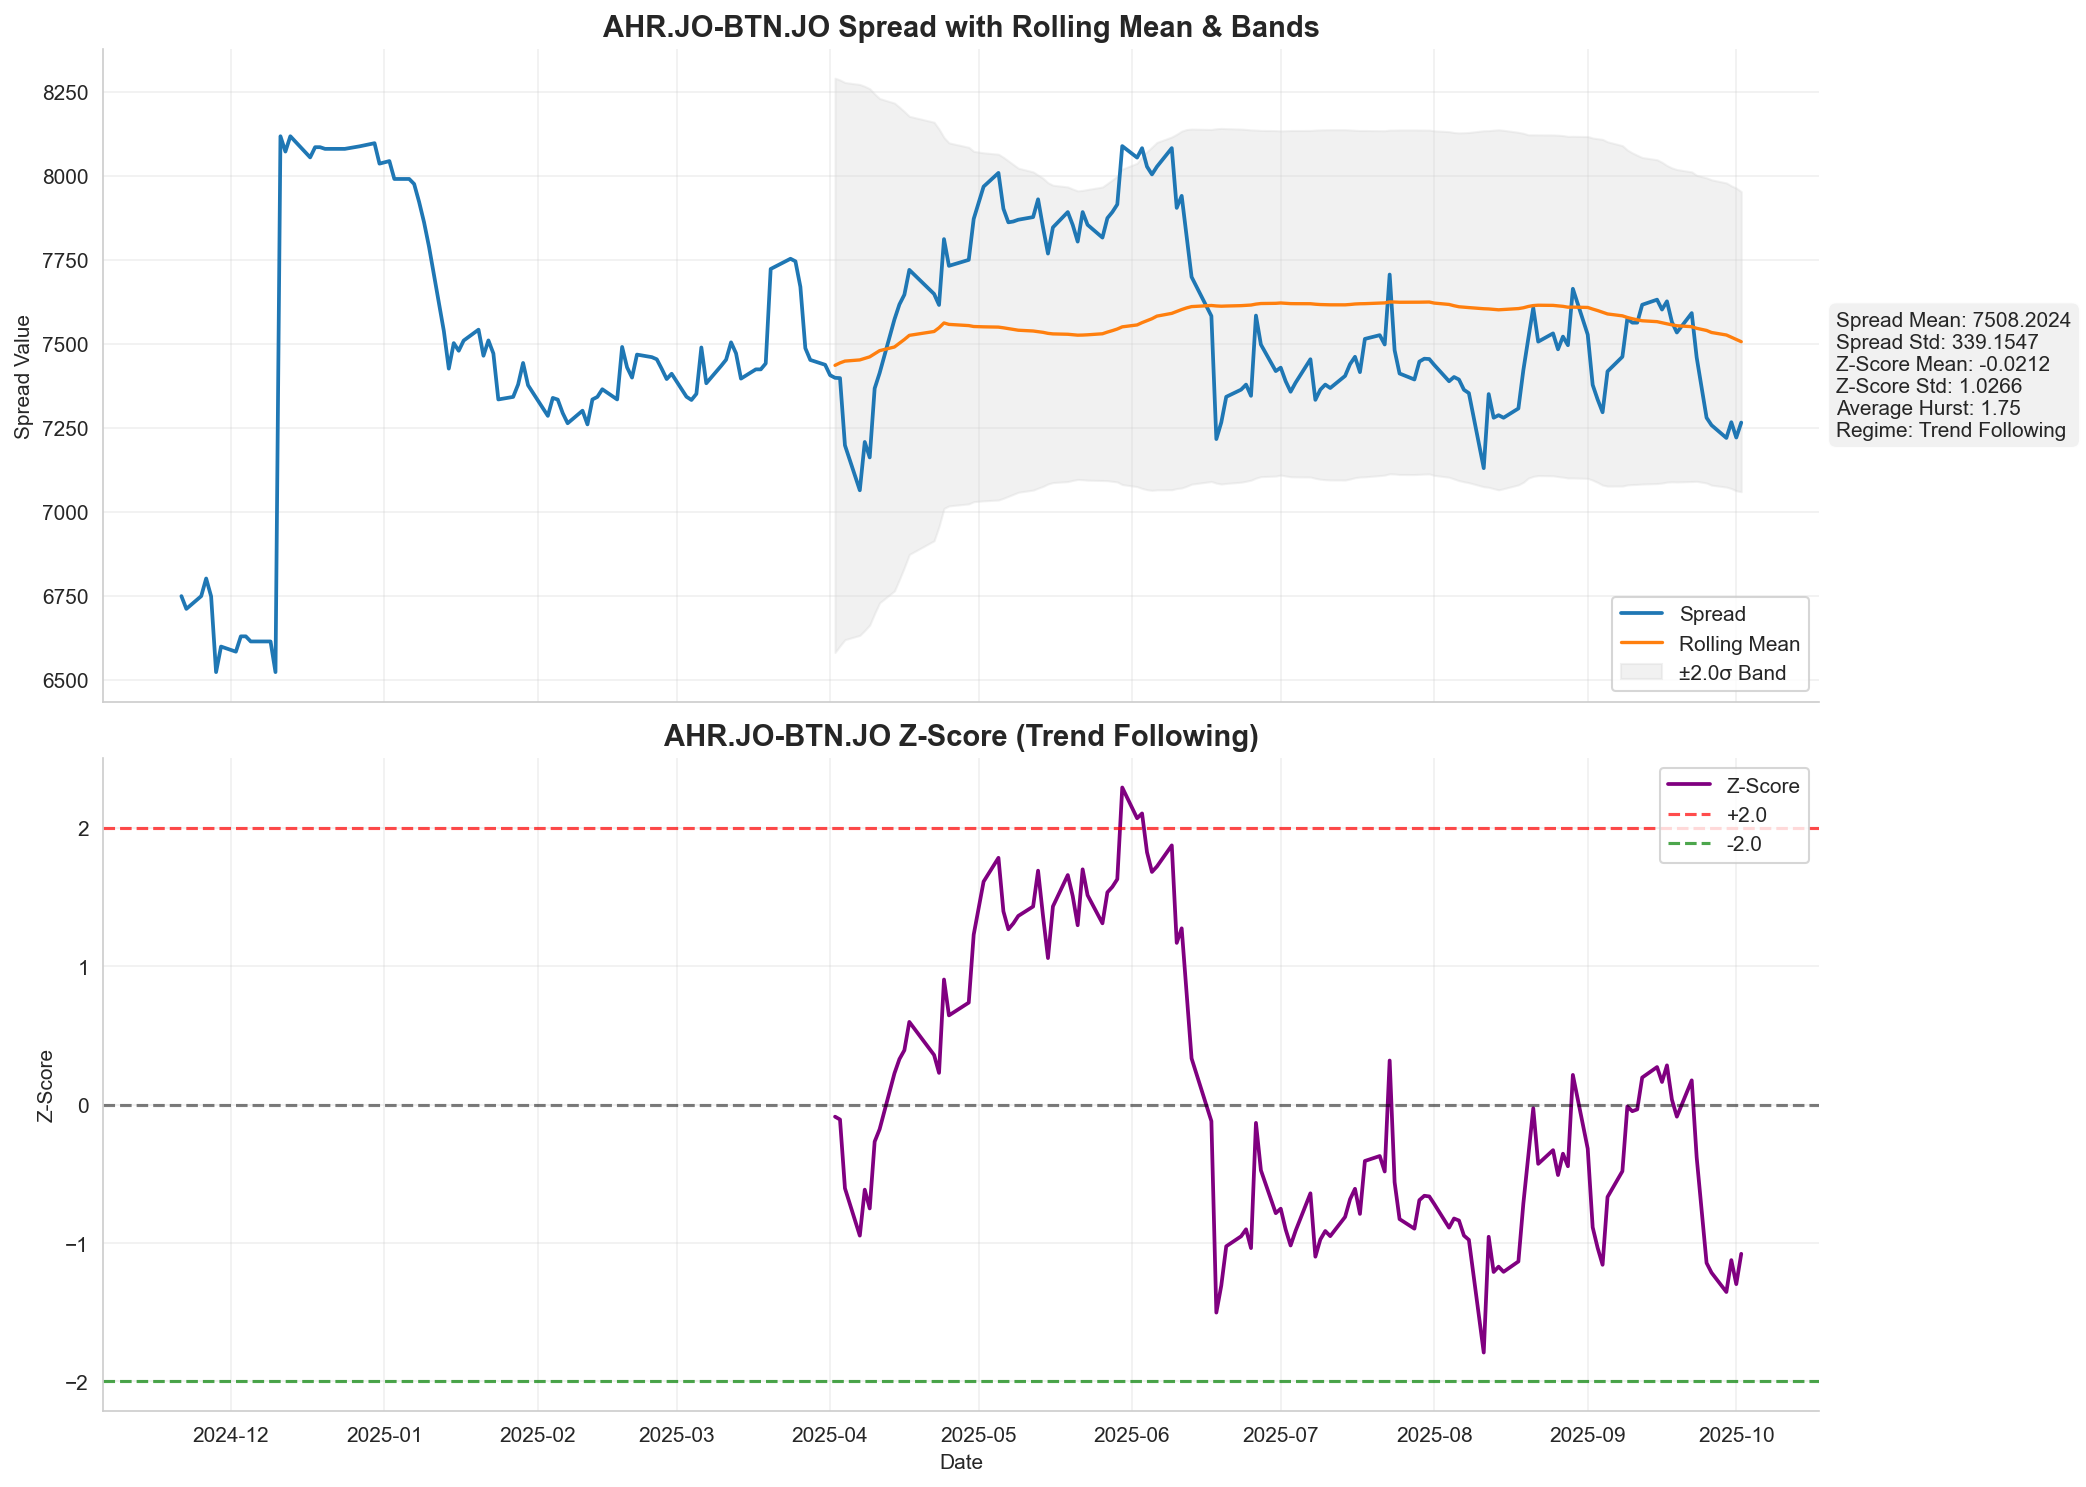 AHR.JO-BTN.JO Spread with Rolling Mean & Bands
Spread Value
8250
8000
7750
7500
7250
7000
6750
6500
Spread
Rolling Mean
±2.0σ Band
Spread Mean: 7508.2024
Spread Std: 339.1547
Z-Score Mean: -0.0212
Z-Score Std: 1.0266
Average Hurst: 1.75
Regime: Trend Following
AHR.JO-BTN.JO Z-Score (Trend Following)
Z-Score
2
1
0
−1
−2
Z-Score
+2.0
-2.0
2024-12 2025-01 2025-02 2025-03 2025-04 2025-05 2025-06 2025-07 2025-08 2025-09 2025-10
Date